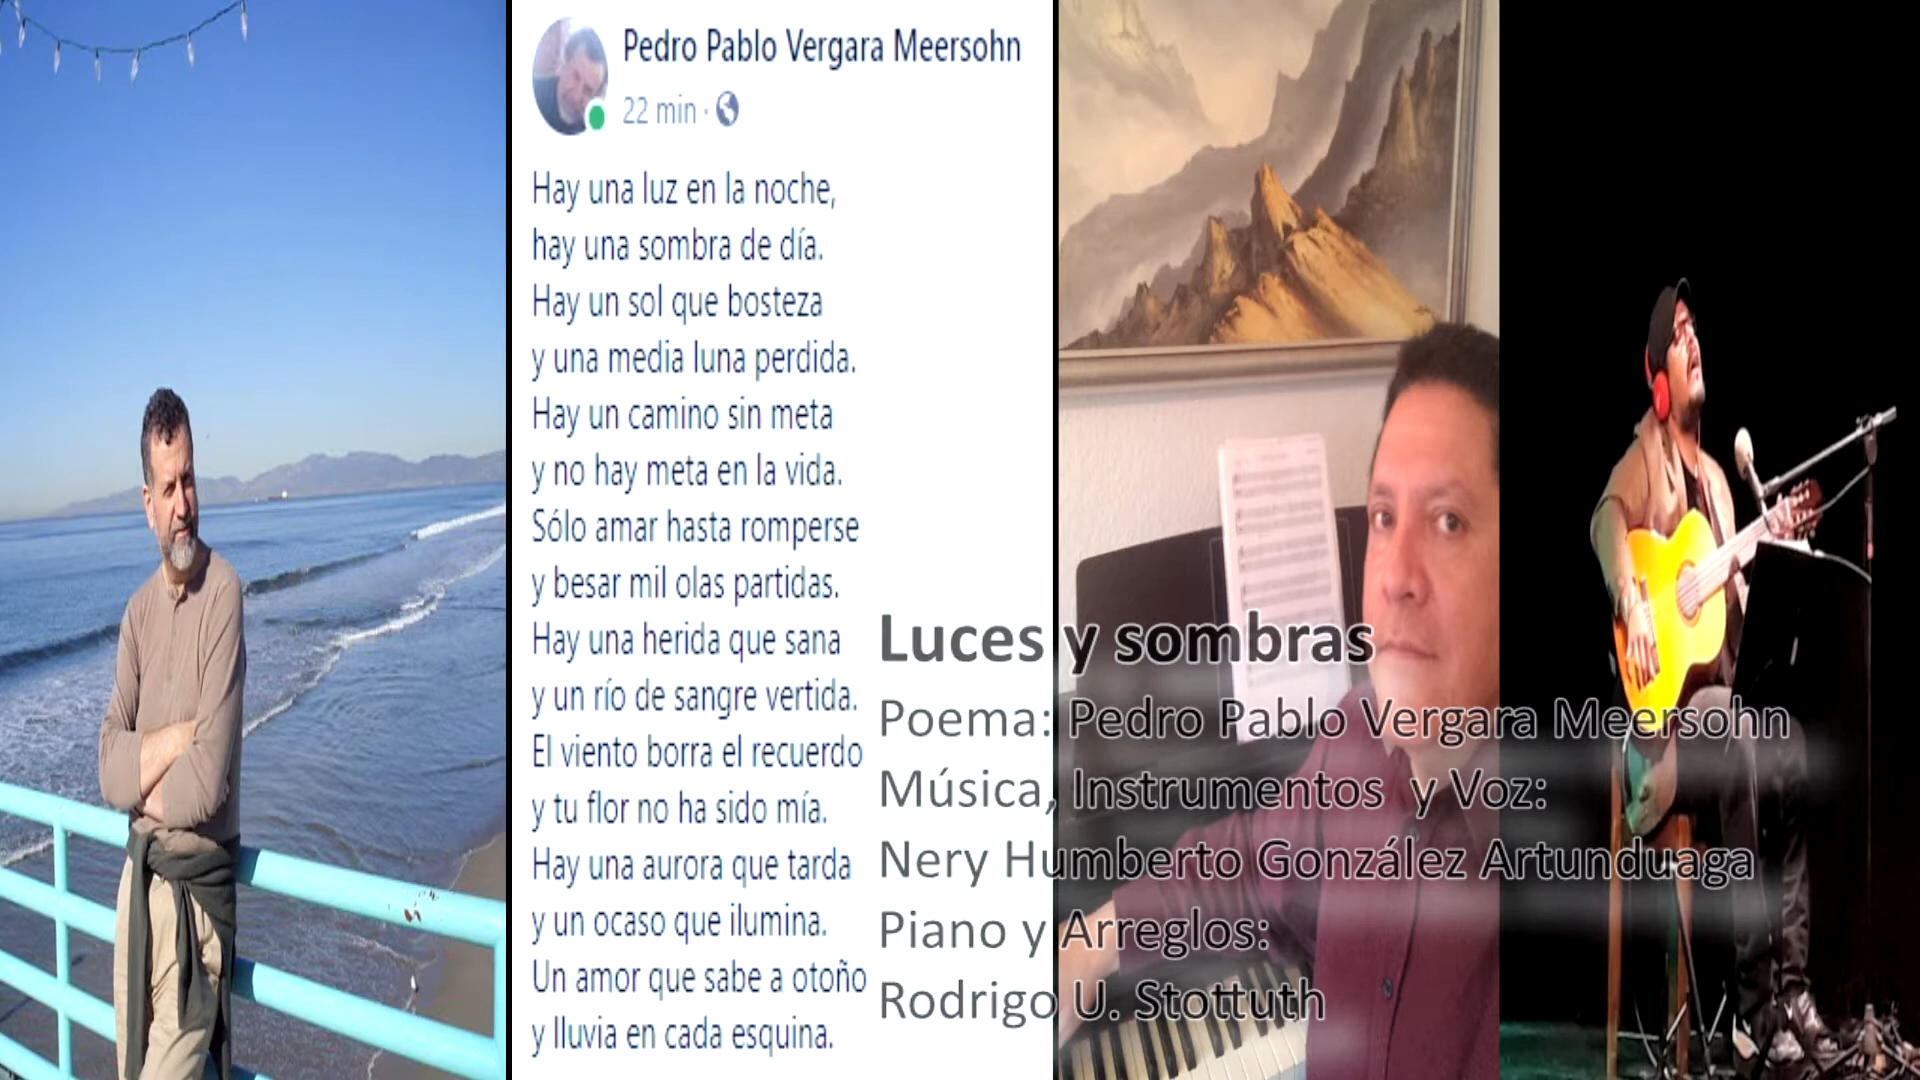 Pedro Pablo Vergara Meersohn
22 min ·
Hay una luz en la noche,
hay una sombra de día.
Hay un sol que bosteza
y una media luna perdida.
Hay un camino sin meta
y no hay meta en la vida.
Sólo amar hasta romperse
y besar mil olas partidas.
Hay una herida que sana
y un río de sangre vertida.
El viento borra el recuerdo
y tu flor no ha sido mía.
Hay una aurora que tarda
y un ocaso que ilumina.
Un amor que sabe a otoño
y lluvia en cada esquina.
Luces y sombras
Poema: Pedro Pablo Vergara Meersohn
Música, Instrumentos y Voz:
Nery Humberto González Artunduaga
Piano y Arreglos:
Rodrigo U. Stottuth